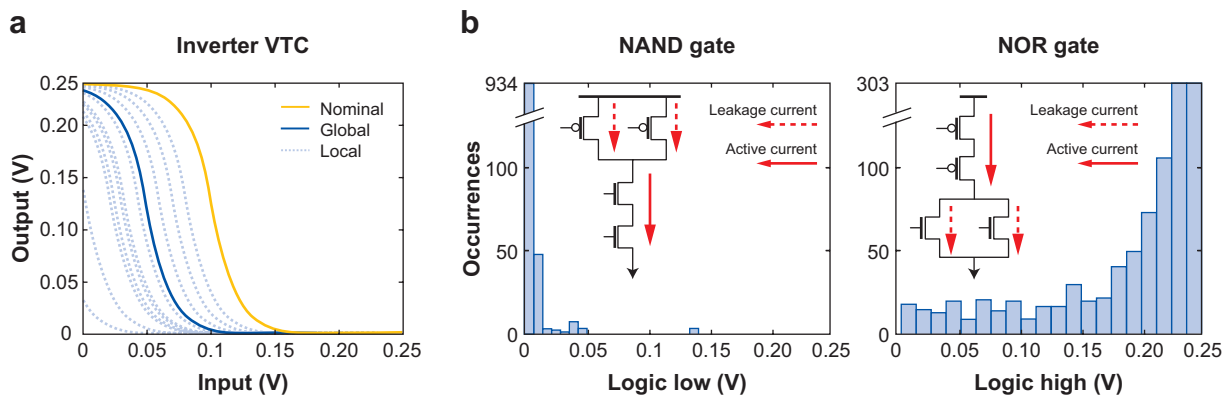 a
Inverter VTC
0.25
0.20
0.15
0.10
0.05
0
Output (V)
Nominal
Global
Local
0
0.05
0.1
0.15
0.20
0.25
Input (V)
b
NAND gate
934
100
50
0
Occurrences
Leakage current
Active current
0
0.05
0.1
0.15
0.20
0.25
Logic low (V)
NOR gate
303
100
50
0
Leakage current
Active current
0
0.05
0.10
0.15
0.20
0.25
Logic high (V)